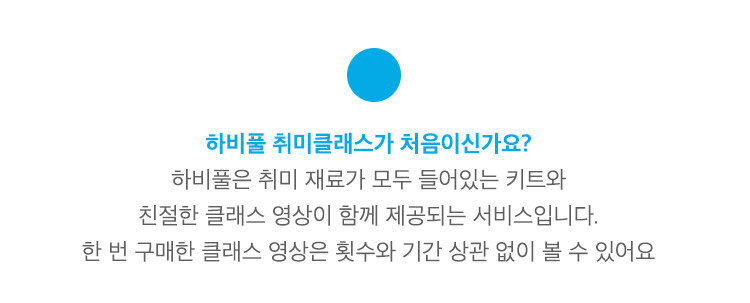 하비풀 취미클래스가 처음이신가요?
하비풀은 취미 재료가 모두 들어있는 키트와
친절한 클래스 영상이 함께 제공되는 서비스입니다.
한 번 구매한 클래스 영상은 횟수와 기간 상관 없이 볼 수 있어요